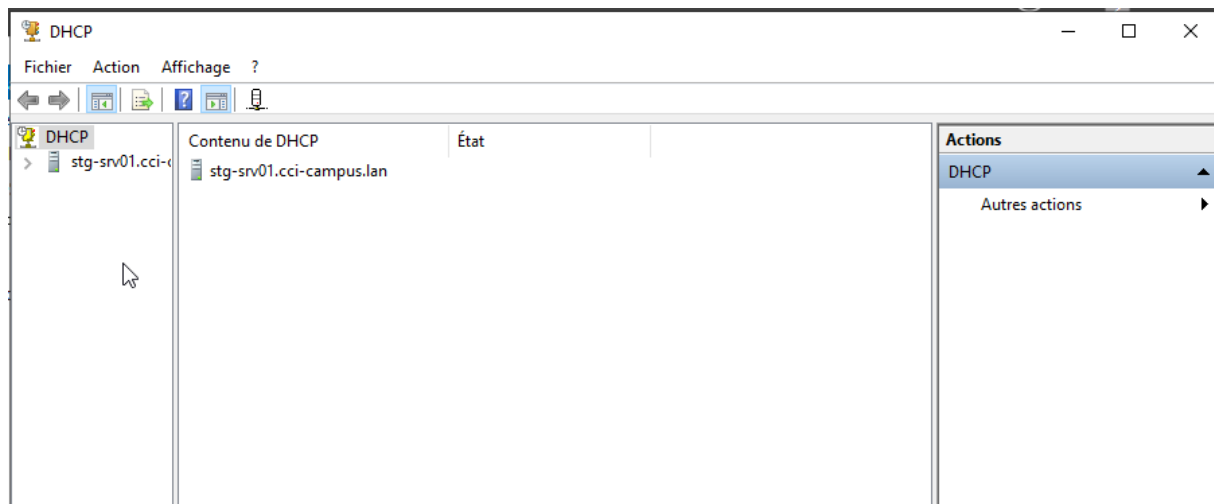 DHCP
Fichier Action Affichage ?
DHCP
stg-srv01.cci-c
Contenu de DHCP État
stg-srv01.cci-campus.lan
Actions
DHCP
Autres actions